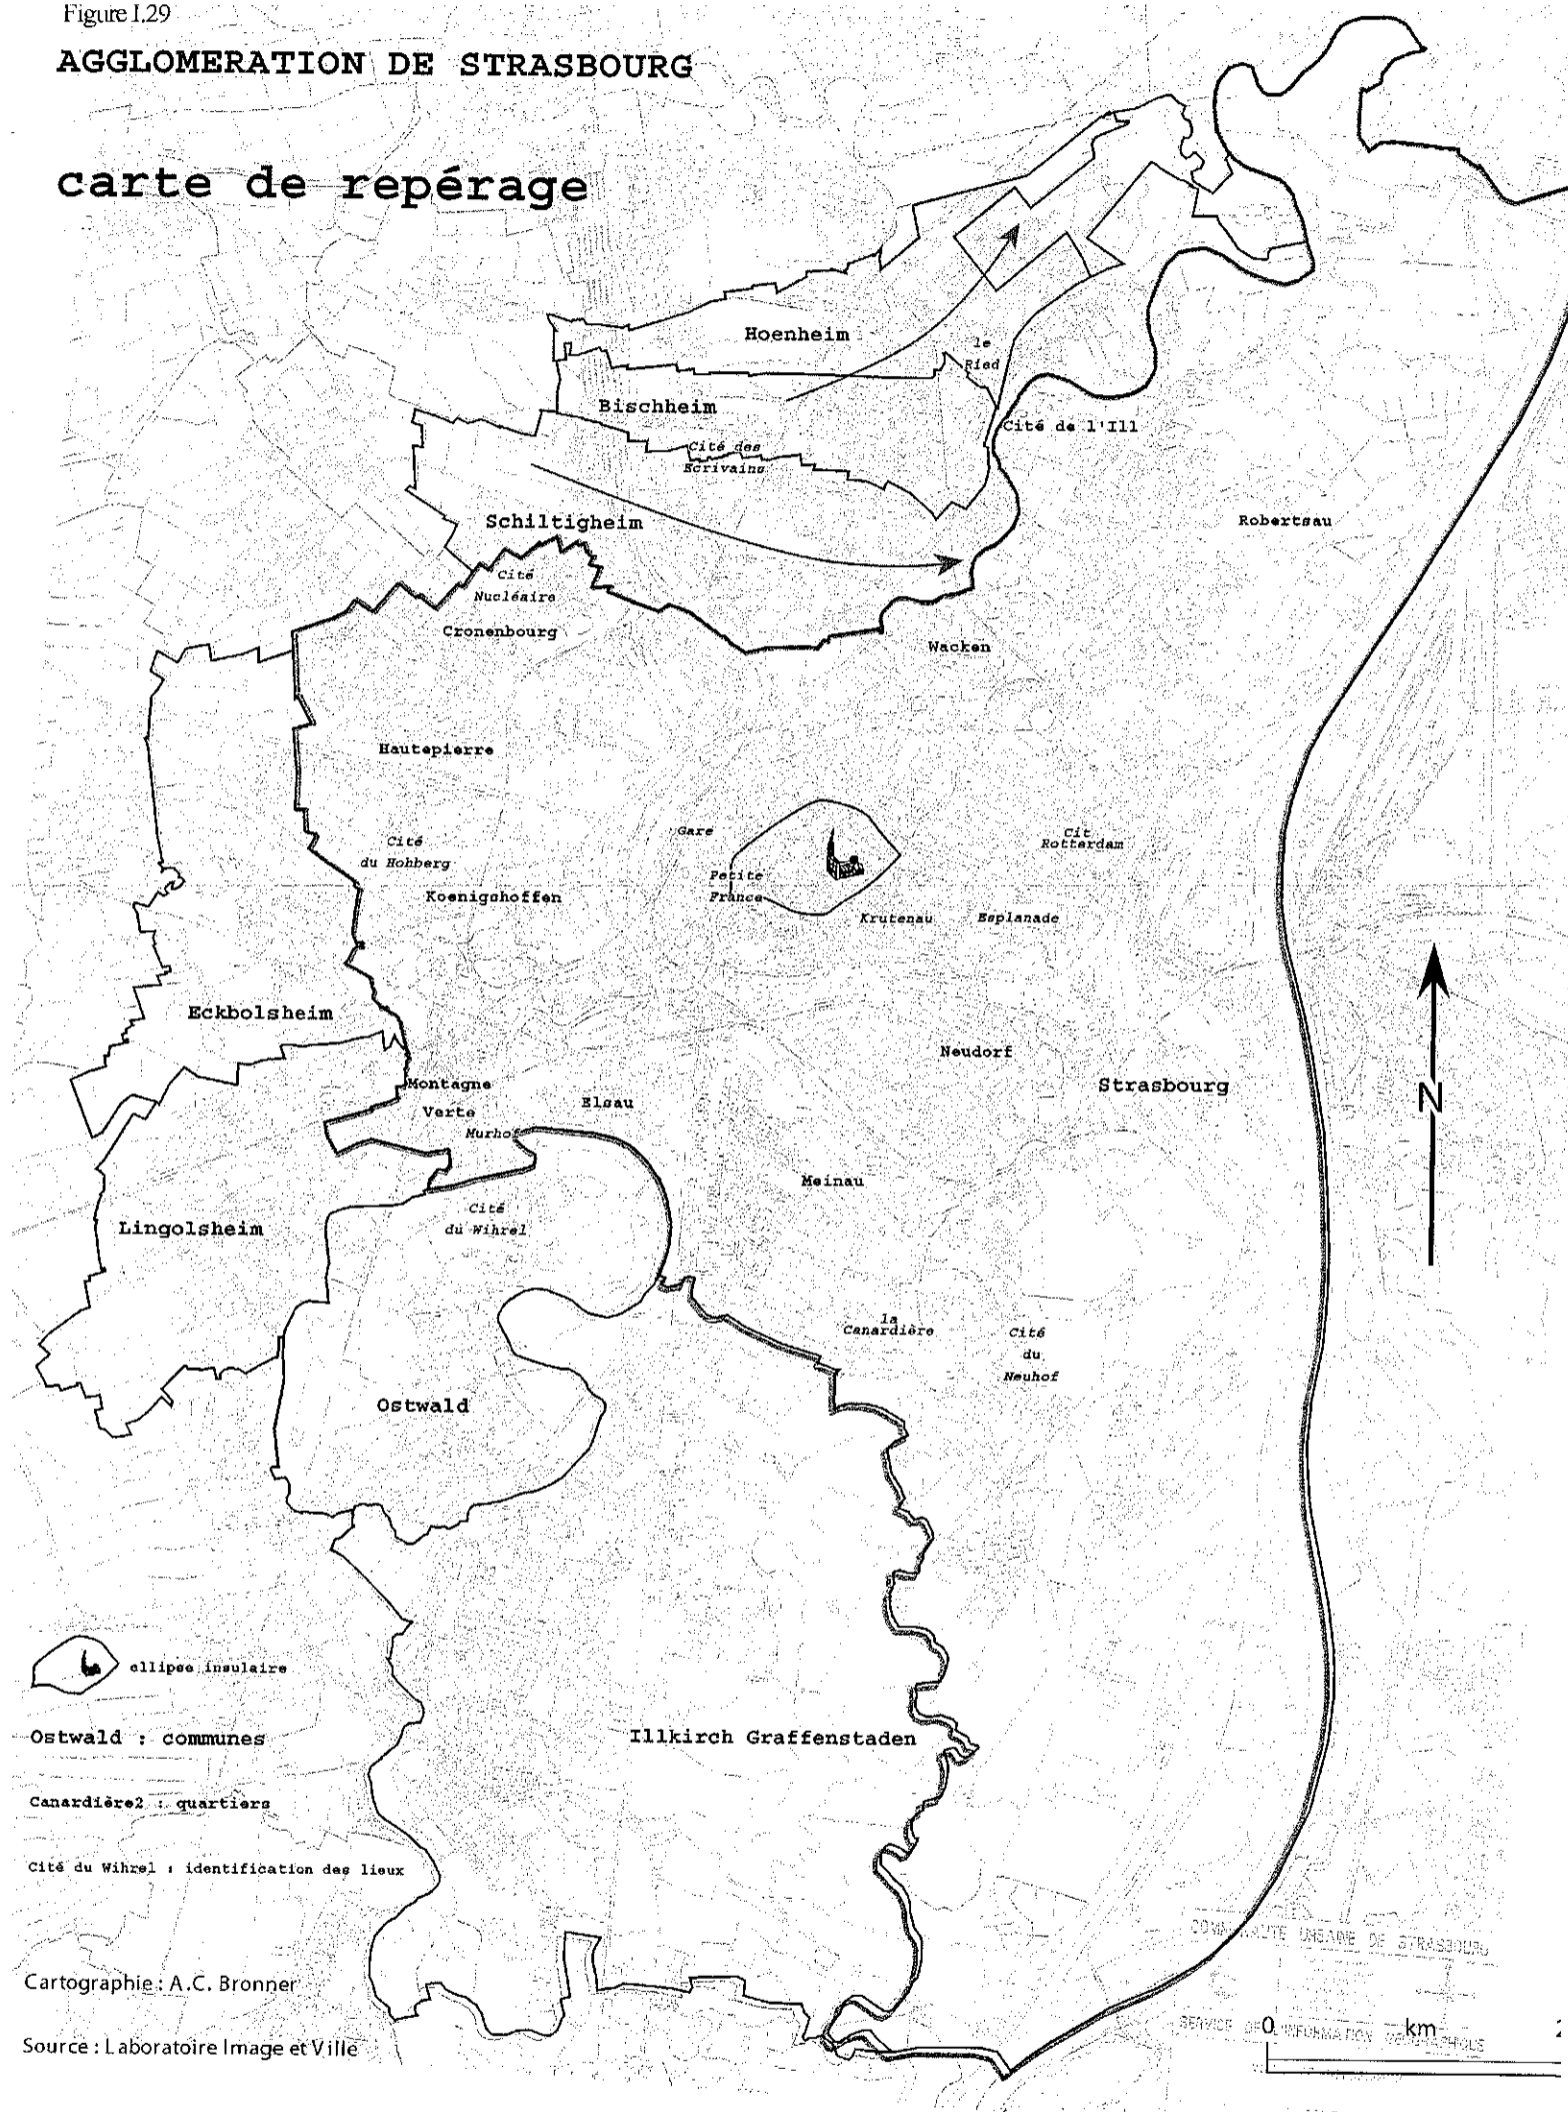 Figure I.29
AGGLOMERATION DE STRASBOURG
carte de repérage
Hoenheim
le
Ried
Bischheim
Cité de l'Ill
Cité des
Ecrivains
Schiltigheim
Robertsau
Cité
Nucléaire
Cronenbourg
Wacken
Hautepierre
Gare
Cit
Rotterdam
Cité
du Hohberg
Petite
France
Koenigshoffen
Krutenau
Esplanade
Eckbolsheim
Neudorf
Strasbourg
N
Montagne
Verte
Elsau
Murhof
Meinau
Cité
du Wihrel
Lingolsheim
la
Canardière
Cité
du
Neuhof
Ostwald
ellipse insulaire
Ostwald : communes
Illkirch Graffenstaden
Canardière2 : quartiers
Cité du Wihrel : identification des lieux
COMMUNAUTE URBAINE DE STRASBOURG
Cartographie : A.C. Bronner
SERVICE DE L'INFORMATION
0 km
Source : Laboratoire Image et Ville